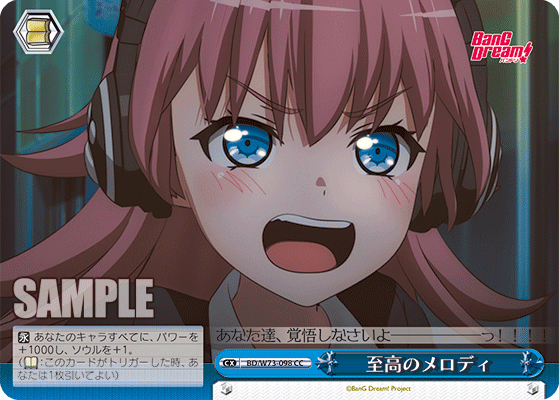 BanG Dream!
バンドリ!
SAMPLE
永 あなたのキャラすべてに、パワーを
+1000し、ソウルを+1。
(:このカードがトリガーした時、あ
なたは1枚引いてよい)
あなた達、覚悟しなさいよ――――――っ!!!!
CX
BD/W73-098 CC
至高のメロディ
©BanG Dream! Project